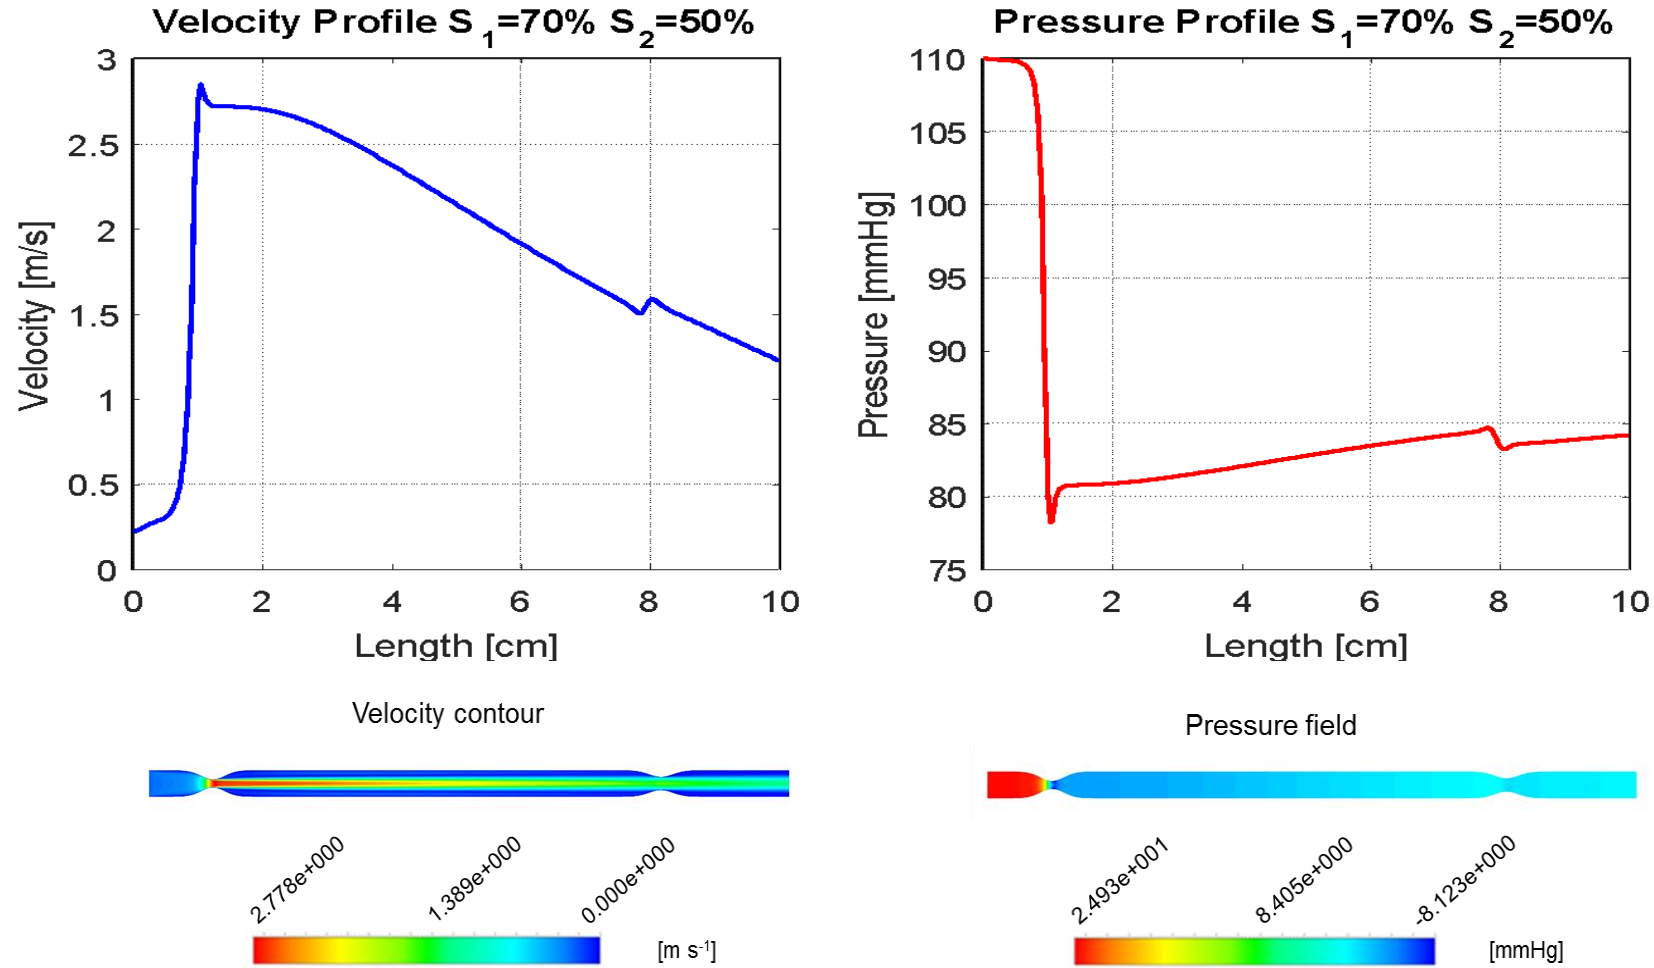 Velocity Profile S1=70% S2=50%
3
2.5
2
1.5
1
0.5
0
Velocity [m/s]
0 2 4 6 8 10
Length [cm]
Pressure Profile S1=70% S2=50%
110
105
100
95
90
85
80
75
Pressure [mmHg]
0 2 4 6 8 10
Length [cm]
Velocity contour
2.778e+000 1.389e+000 0.000e+000
[m s-1]
Pressure field
2.493e+001 8.405e+000 -8.123e+000
[mmHg]